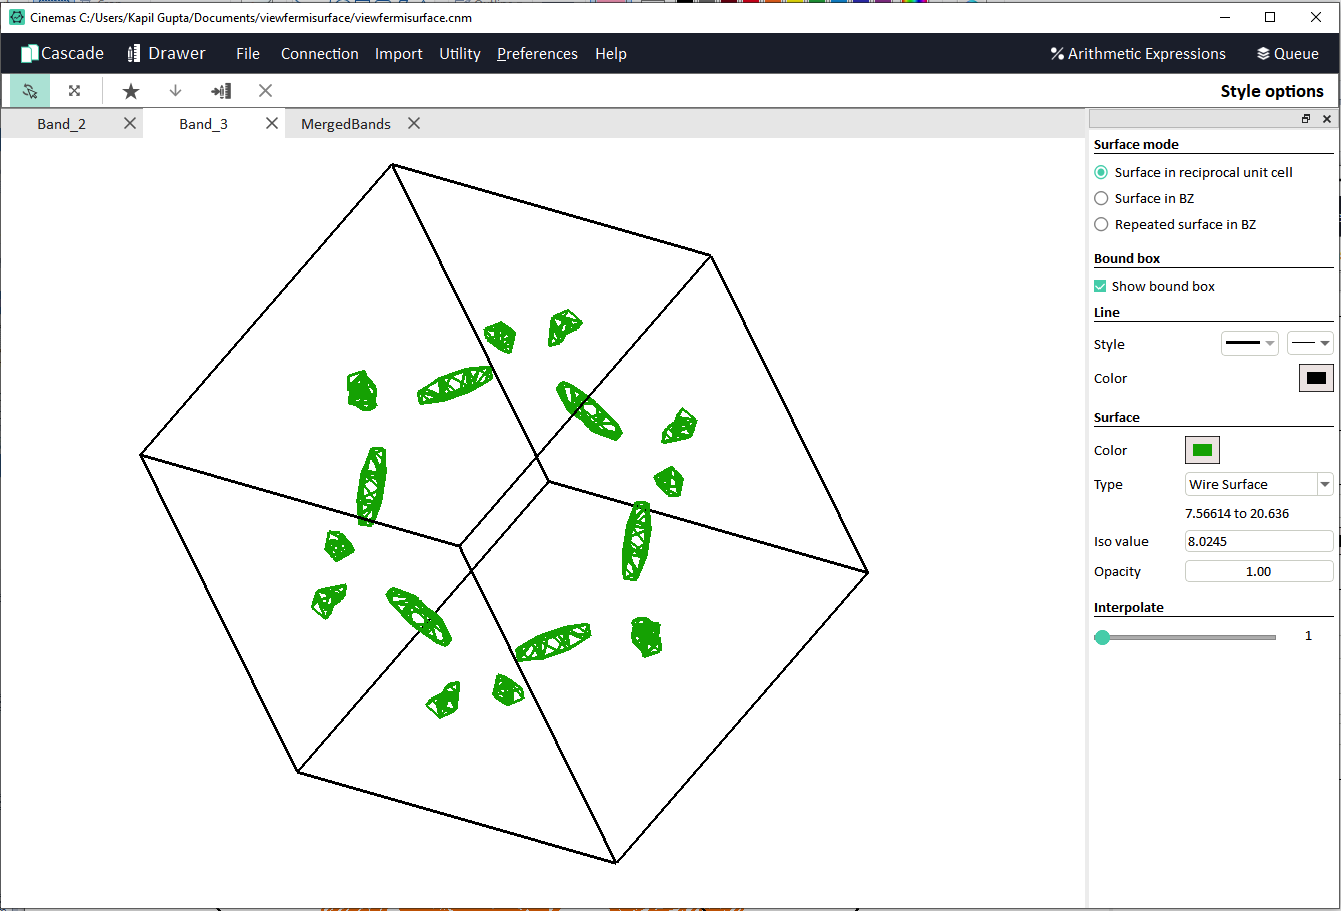 Cinemas C:/Users/Kapil Gupta/Documents/viewfermisurface/viewfermisurface.cnm
Cascade Drawer File Connection Import Utility Preferences Help Arithmetic Expressions Queue
Style options
Band_2 Band_3 MergedBands
Surface mode
Surface in reciprocal unit cell
Surface in BZ
Repeated surface in BZ
Bound box
Show bound box
Line
Style
Color
Surface
Color
Type Wire Surface
7.56614 to 20.636
Iso value 8.0245
Opacity 1.00
Interpolate
1